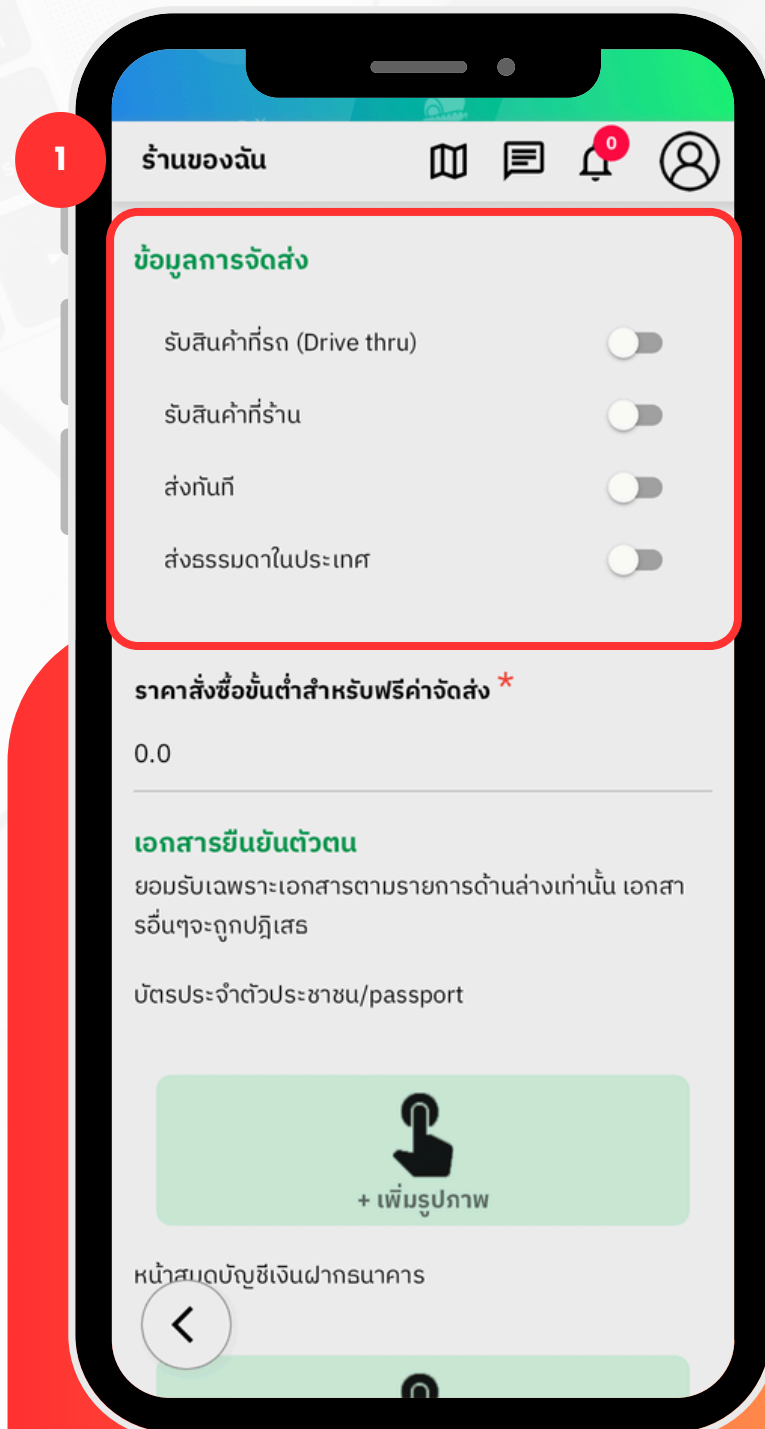 1
ร้านของฉัน
0
ข้อมูลการจัดส่ง
รับสินค้าที่รถ (Drive thru)
รับสินค้าที่ร้าน
ส่งทันที
ส่งธรรมดาในประเทศ
ราคาสั่งซื้อขั้นต่ำสำหรับฟรีค่าจัดส่ง *
0.0
เอกสารยืนยันตัวตน
ยอมรับเฉพราะเอกสารตามรายการด้านล่างเท่านั้น เอกสา
รอื่นๆจะถูกปฎิเสธ
บัตรประจำตัวประชาชน/passport
+ เพิ่มรูปภาพ
หน้าสมุดบัญชีเงินฝากธนาคาร